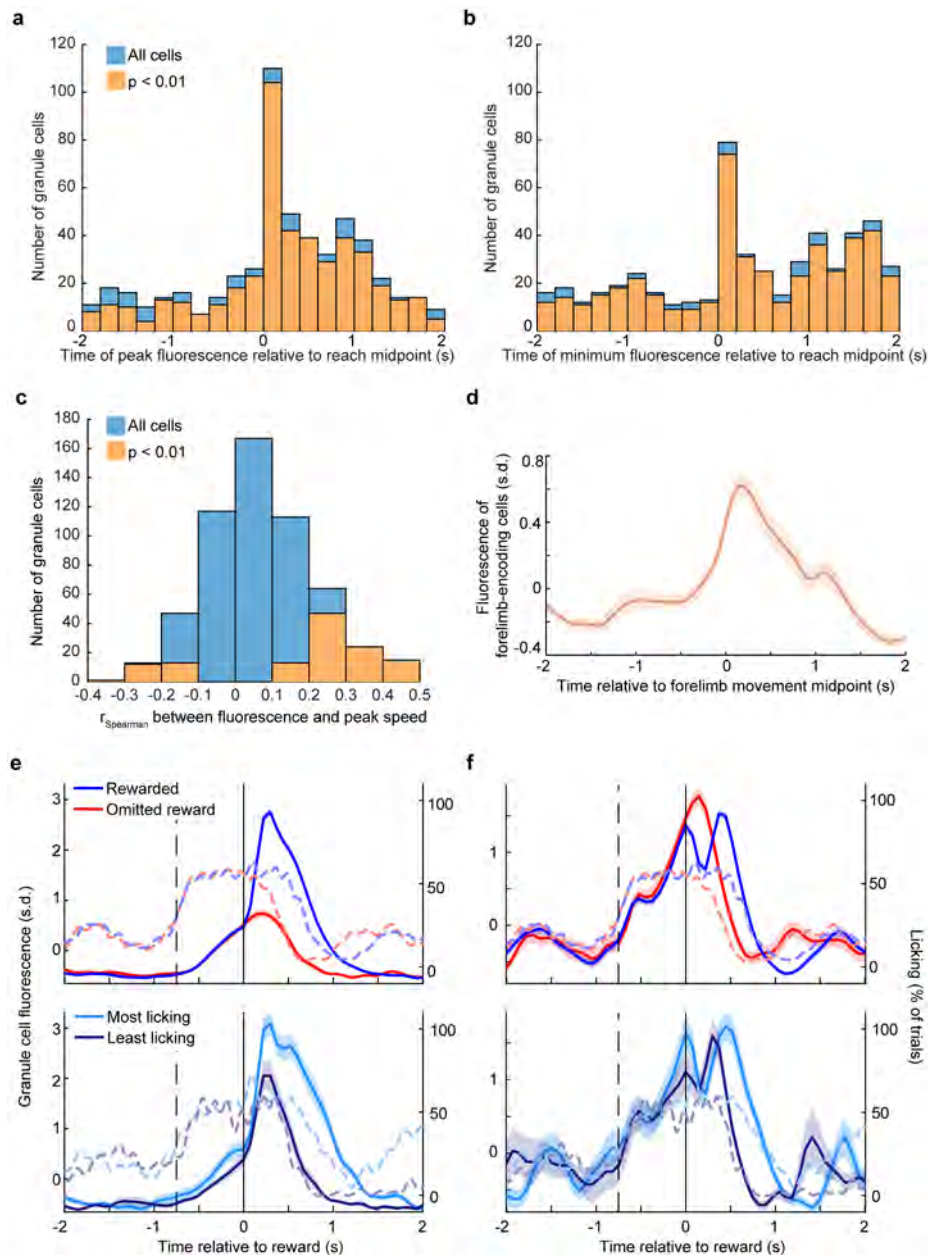 a
120
100
80
60
40
20
0
All cells
p < 0.01
Number of granule cells
-2 -1 0 1 2
Time of peak fluorescence relative to reach midpoint (s)
b
120
100
80
60
40
20
0
Number of granule cells
-2 -1 0 1 2
Time of minimum fluorescence relative to reach midpoint (s)
c
180
160
140
120
100
80
60
40
20
0
All cells
p < 0.01
Number of granule cells
-0.4 -0.3 -0.2 -0.1 0 0.1 0.2 0.3 0.4 0.5
rSpearman between fluorescence and peak speed
d
0.8
0.4
0
-0.4
Fluorescence of
forelimb-encoding cells (s.d.)
-2 -1 0 1 2
Time relative to forelimb movement midpoint (s)
e
Rewarded
Omitted reward
3
2
1
0
100
50
0
f
1
0
100
50
0
Most licking
Least licking
3
2
1
0
100
50
0
-2 -1 0 1 2
1
0
100
50
0
-2 -1 0 1 2
Granule cell fluorescence (s.d.)
Licking (% of trials)
Time relative to reward (s)
Time relative to reward (s)